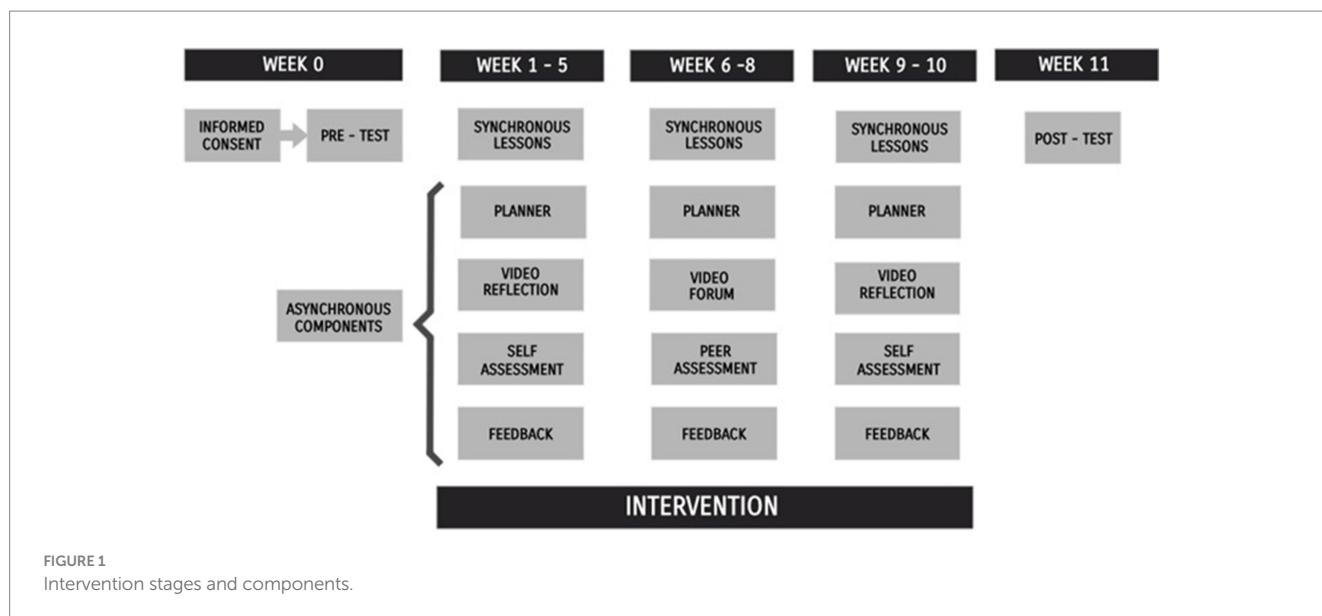 WEEK 0
WEEK 1 - 5
WEEK 6 -8
WEEK 9 - 10
WEEK 11
INFORMED
CONSENT
PRE - TEST
SYNCHRONOUS
LESSONS
SYNCHRONOUS
LESSONS
SYNCHRONOUS
LESSONS
POST - TEST
ASYNCHRONOUS
COMPONENTS
PLANNER
PLANNER
PLANNER
VIDEO
REFLECTION
VIDEO
FORUM
VIDEO
REFLECTION
SELF
ASSESSMENT
PEER
ASSESSMENT
SELF
ASSESSMENT
FEEDBACK
FEEDBACK
FEEDBACK
INTERVENTION
FIGURE 1
Intervention stages and components.